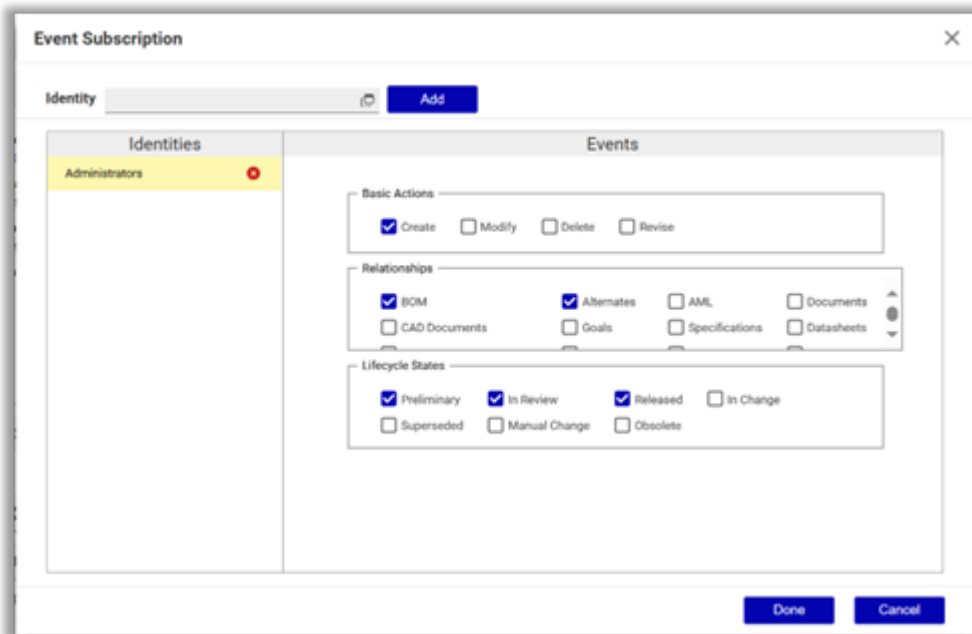 Event Subscription
Identity Add
Identities Events
Administrators
Basic Actions
Create Modify Delete Revise
Relationships
BOM Alternates AML Documents
CAD Documents Goals Specifications Datasheets
Lifecycle States
Preliminary In Review Released In Change
Superseded Manual Change Obsolete
Done Cancel